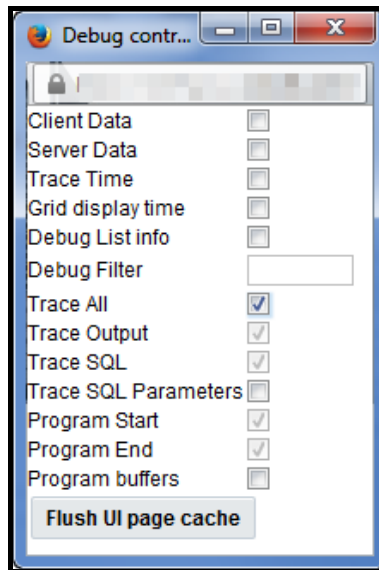 Debug contr...
Client Data
Server Data
Trace Time
Grid display time
Debug List info
Debug Filter
Trace All
Trace Output
Trace SQL
Trace SQL Parameters
Program Start
Program End
Program buffers
Flush UI page cache